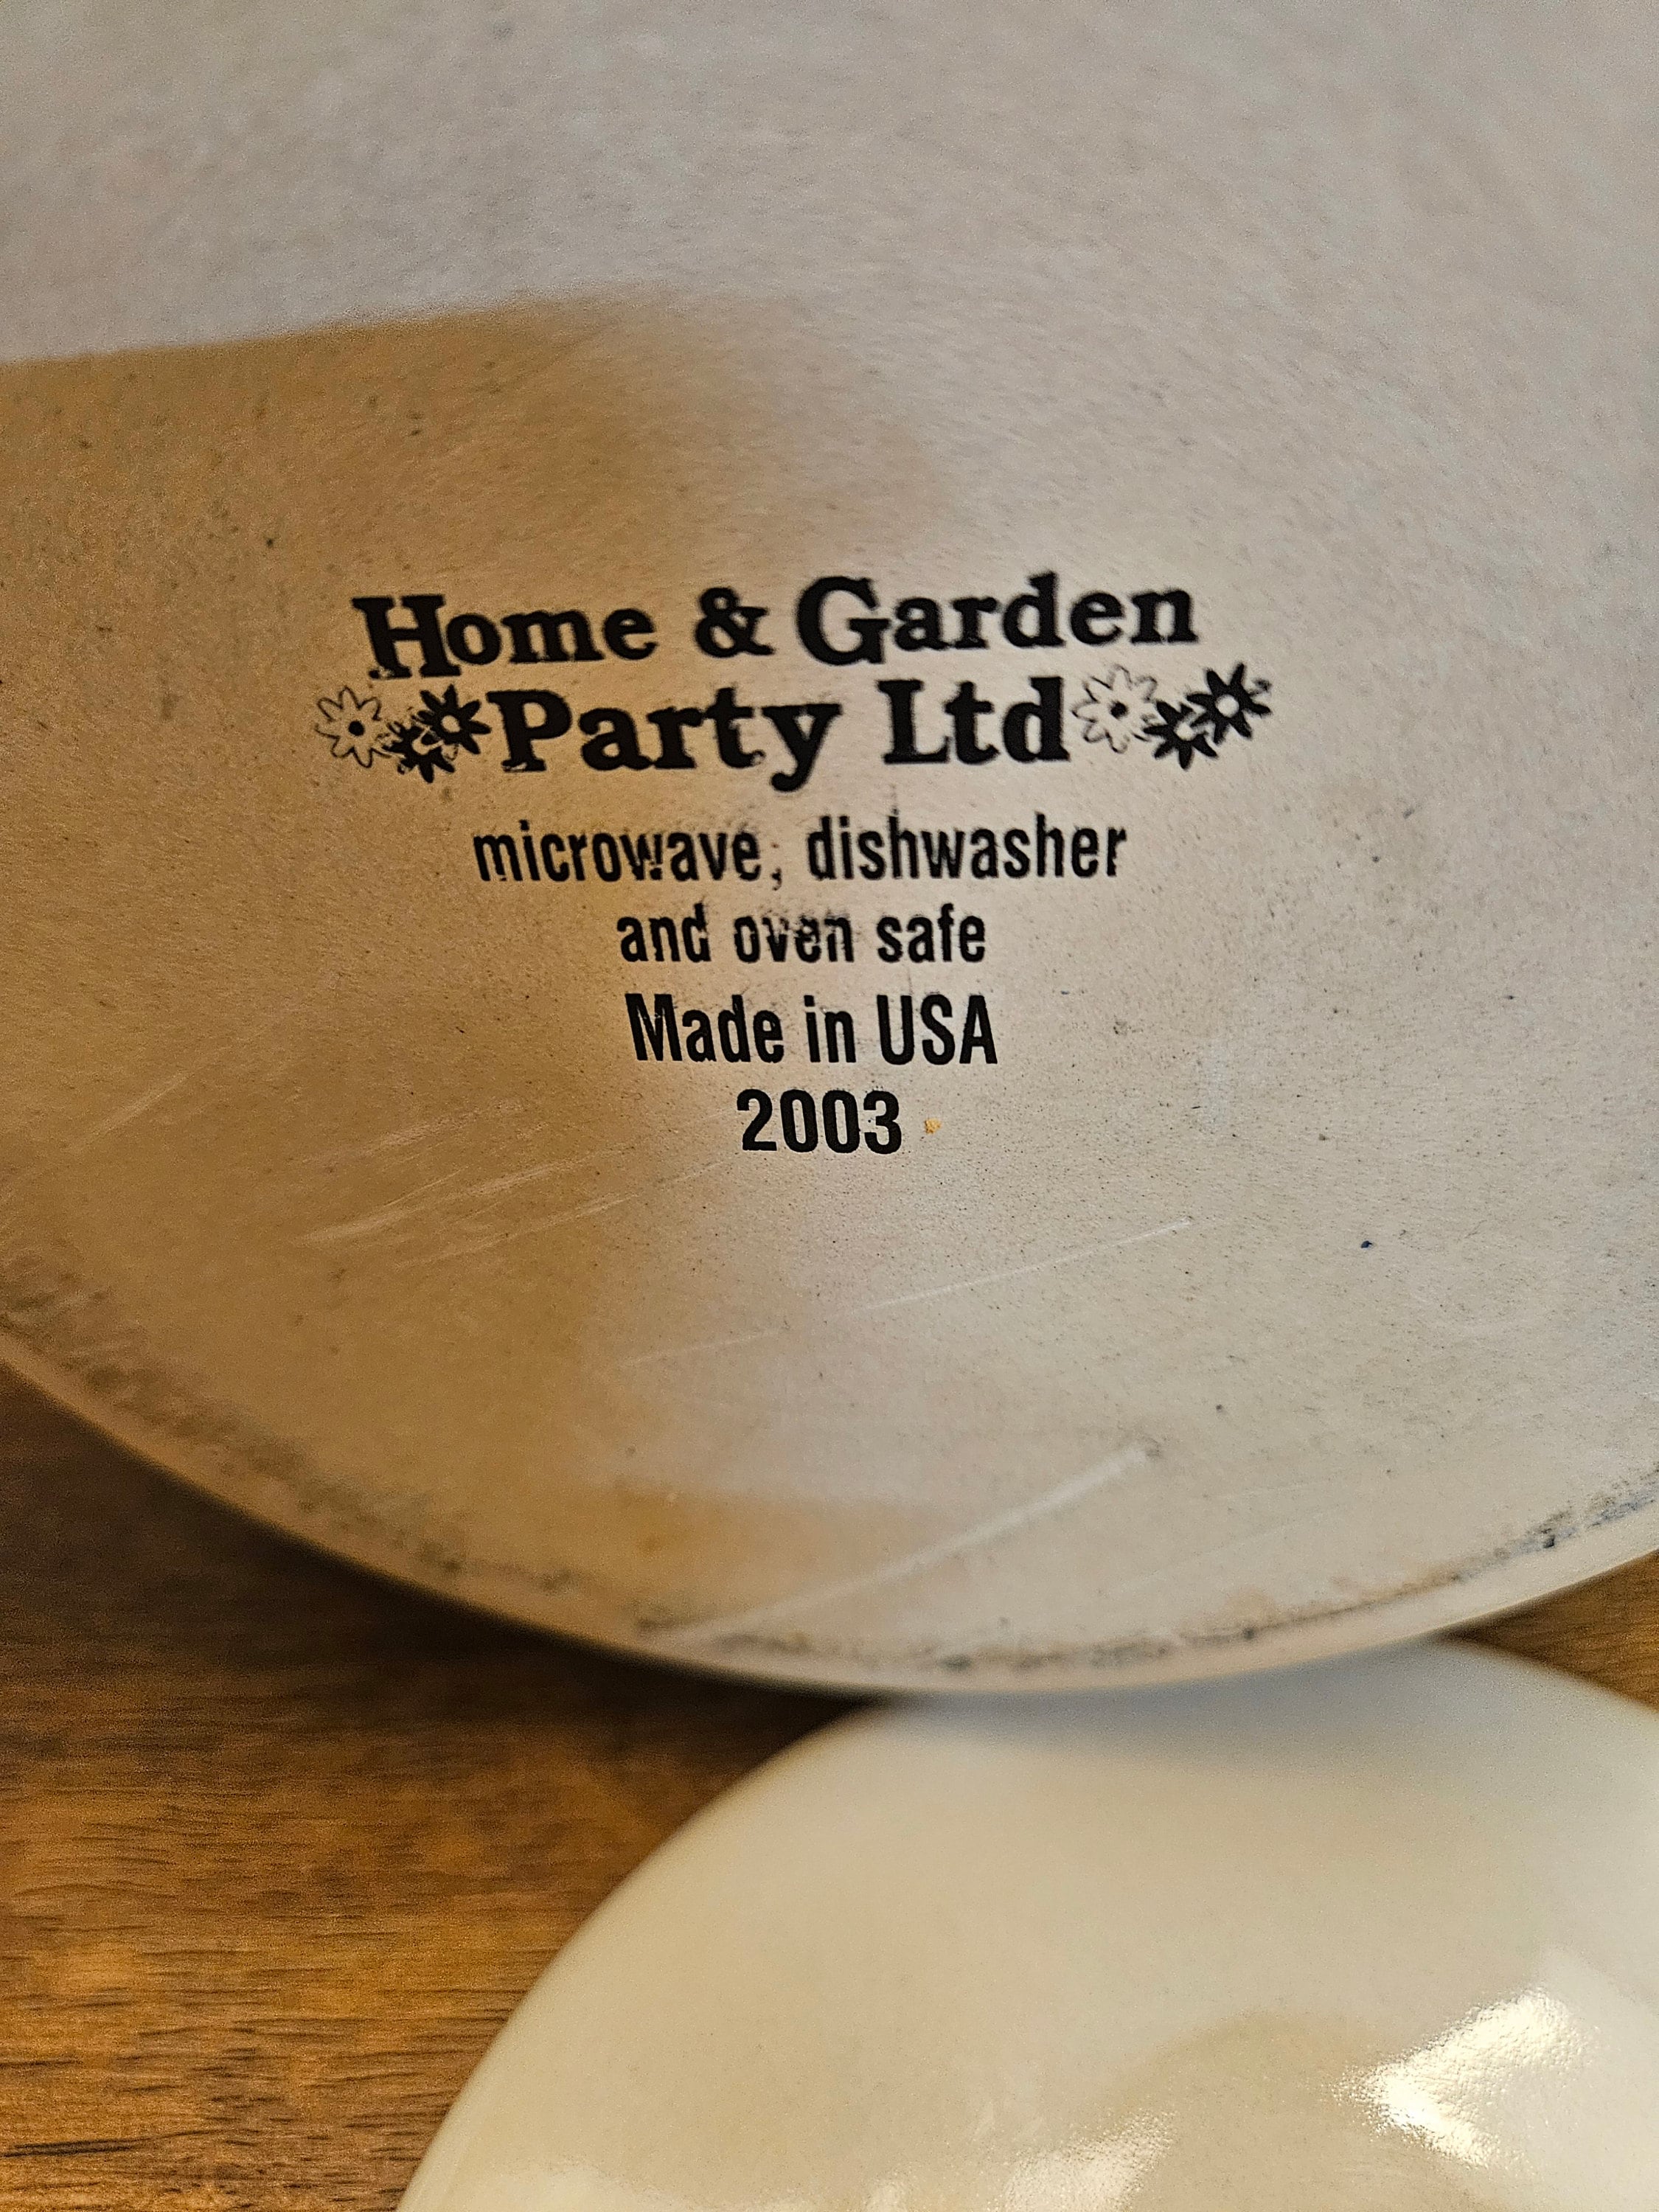 Home & Garden
Party Ltd
microwave, dishwasher
and oven safe
Made in USA
2003